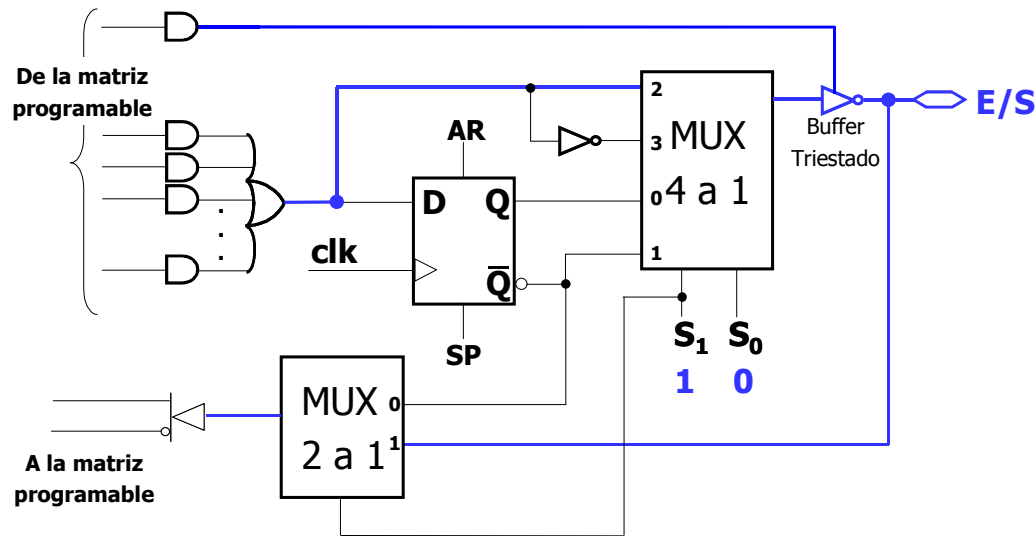 De la matriz
programable
AR
D
Q
clk
Q̅
SP
2
3
0
1
MUX
4 a 1
Buffer
Triestado
E/S
S₁
S₀
1
0
MUX
2 a 1
0
1
A la matriz
programable